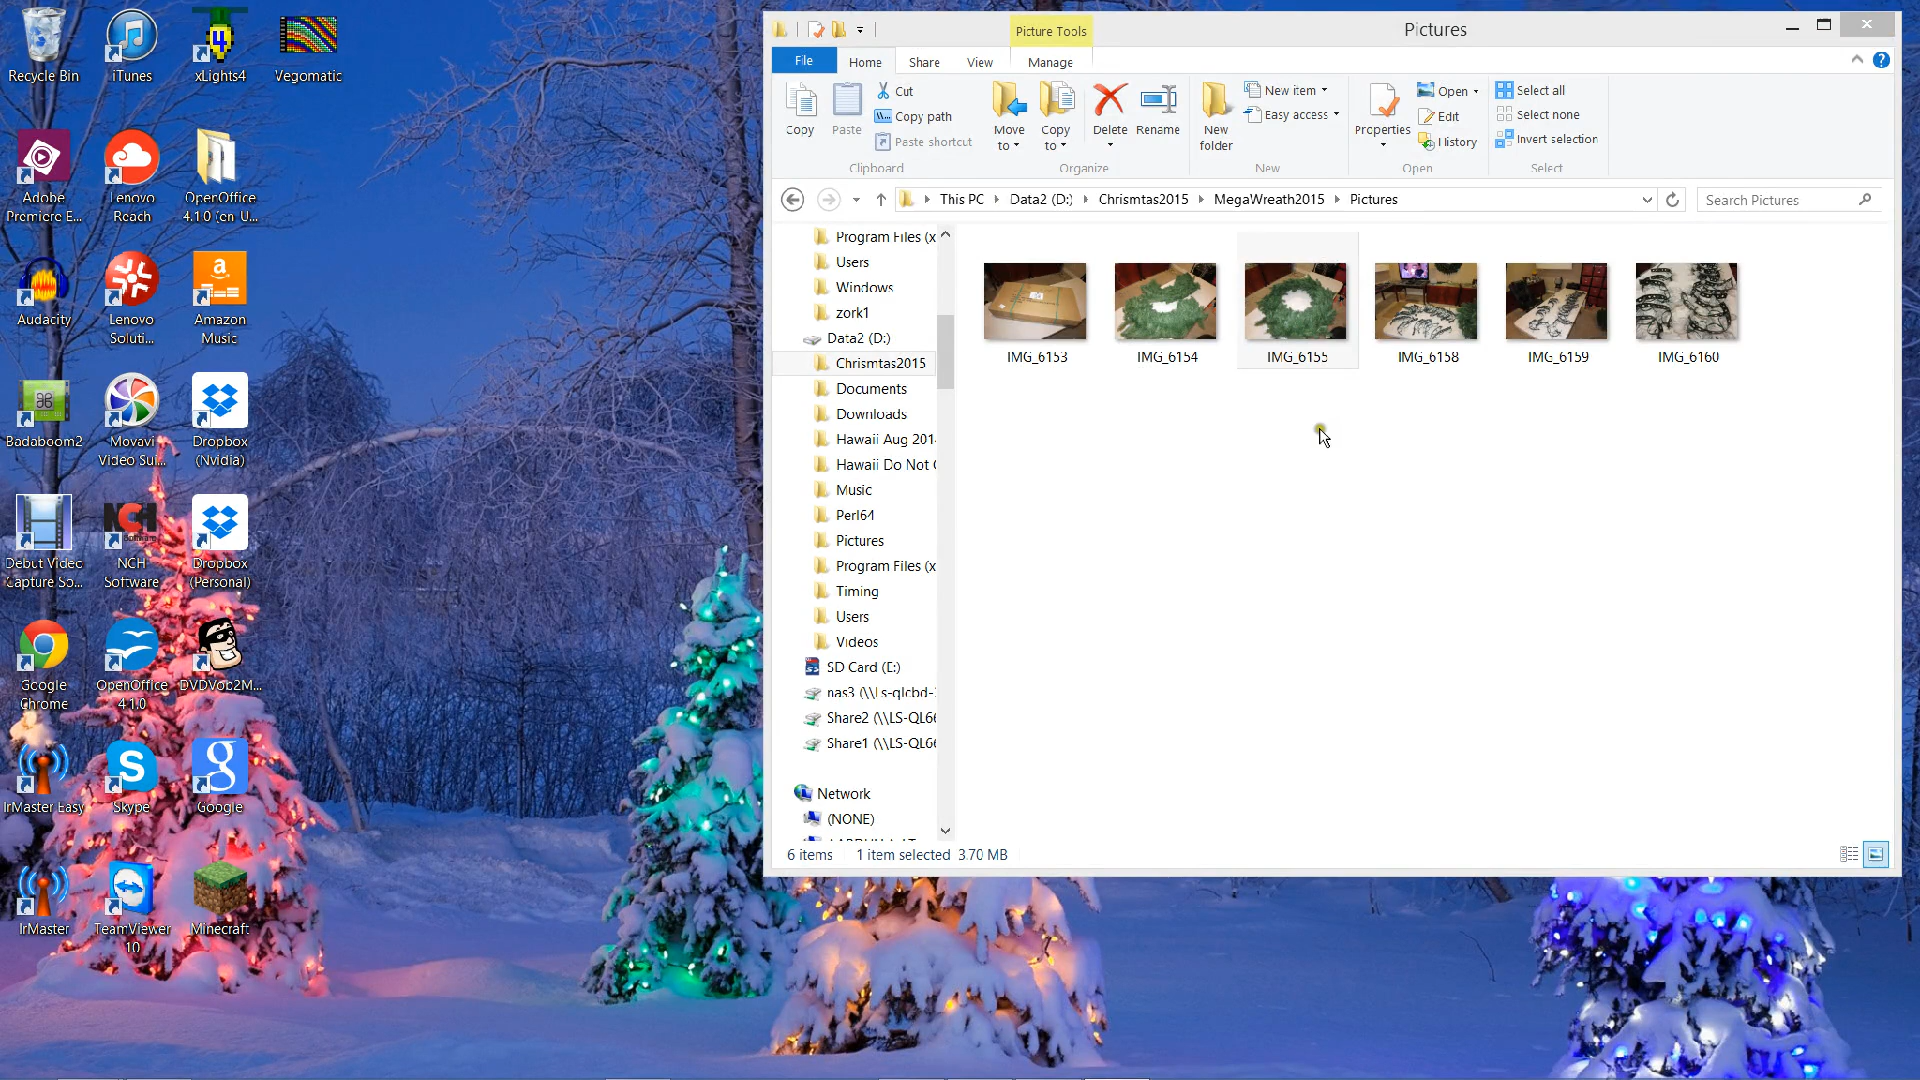 Recycle Bin
iTunes
xLights4
Vegomatic
Adobe
Premiere E...
Lenovo
Reach
OpenOffice
4.1.0 (en-U...
Audacity
Lenovo
Soluti...
Amazon
Music
Badaboom2
Movavi
Video Sui...
Dropbox
(Nvidia)
Debut Video
Capture So...
NCH
Software
Dropbox
(Personal)
Google
Chrome
OpenOffice
4.1.0
DVDVob2M...
IrMaster Easy
Skype
Google
IrMaster
TeamViewer
10
Minecraft
Picture Tools
Pictures
File
Home
Share
View
Manage
Copy
Paste
Cut
Copy path
Paste shortcut
Clipboard
Move
to
Copy
to
Delete
Rename
Organize
New
folder
New item
Easy access
New
Properties
Open
Edit
History
Open
Select all
Select none
Invert selection
Select
This PC
Data2 (D:)
Chrismtas2015
MegaWreath2015
Pictures
Search Pictures
Program Files (x
Users
Windows
zork1
Data2 (D:)
Chrismtas2015
Documents
Downloads
Hawaii Aug 201
Hawaii Do Not
Music
Perl64
Pictures
Program Files (x
Timing
Users
Videos
SD Card (E:)
nas3 (\\Ls-qlcbd-
Share2 (\\LS-QL66
Share1 (\\LS-QL66
Network
(NONE)
IMG_6153
IMG_6154
IMG_6155
IMG_6158
IMG_6159
IMG_6160
6 items
1 item selected 3.70 MB